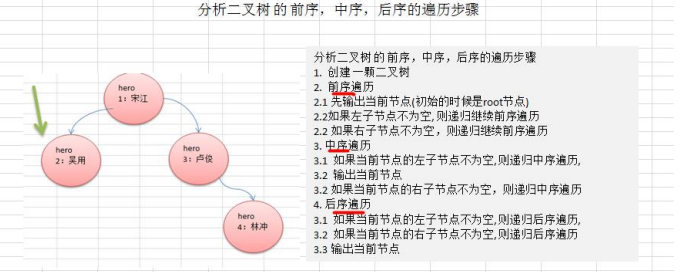 分析二叉树 的 前序，中序，后序的遍历步骤
hero
1：宋江
hero
2：吴用
hero
3：卢俊
hero
4：林冲
分析二叉树 的 前序，中序，后序的遍历步骤
1. 创建一颗二叉树
2. 前序遍历
2.1 先输出当前节点(初始的时候是root节点)
2.2如果左子节点不为空,则递归继续前序遍历
2.2 如果右子节点不为空，则递归继续前序遍历
3. 中序遍历
3.1 如果当前节点的左子节点不为空,则递归中序遍历,
3.2 输出当前节点
3.2 如果当前节点的右子节点不为空，则递归中序遍历
4. 后序遍历
3.1 如果当前节点的左子节点不为空,则递归后序遍历,
3.2 如果当前节点的右子节点不为空,则递归后序遍历
3.3 输出当前节点